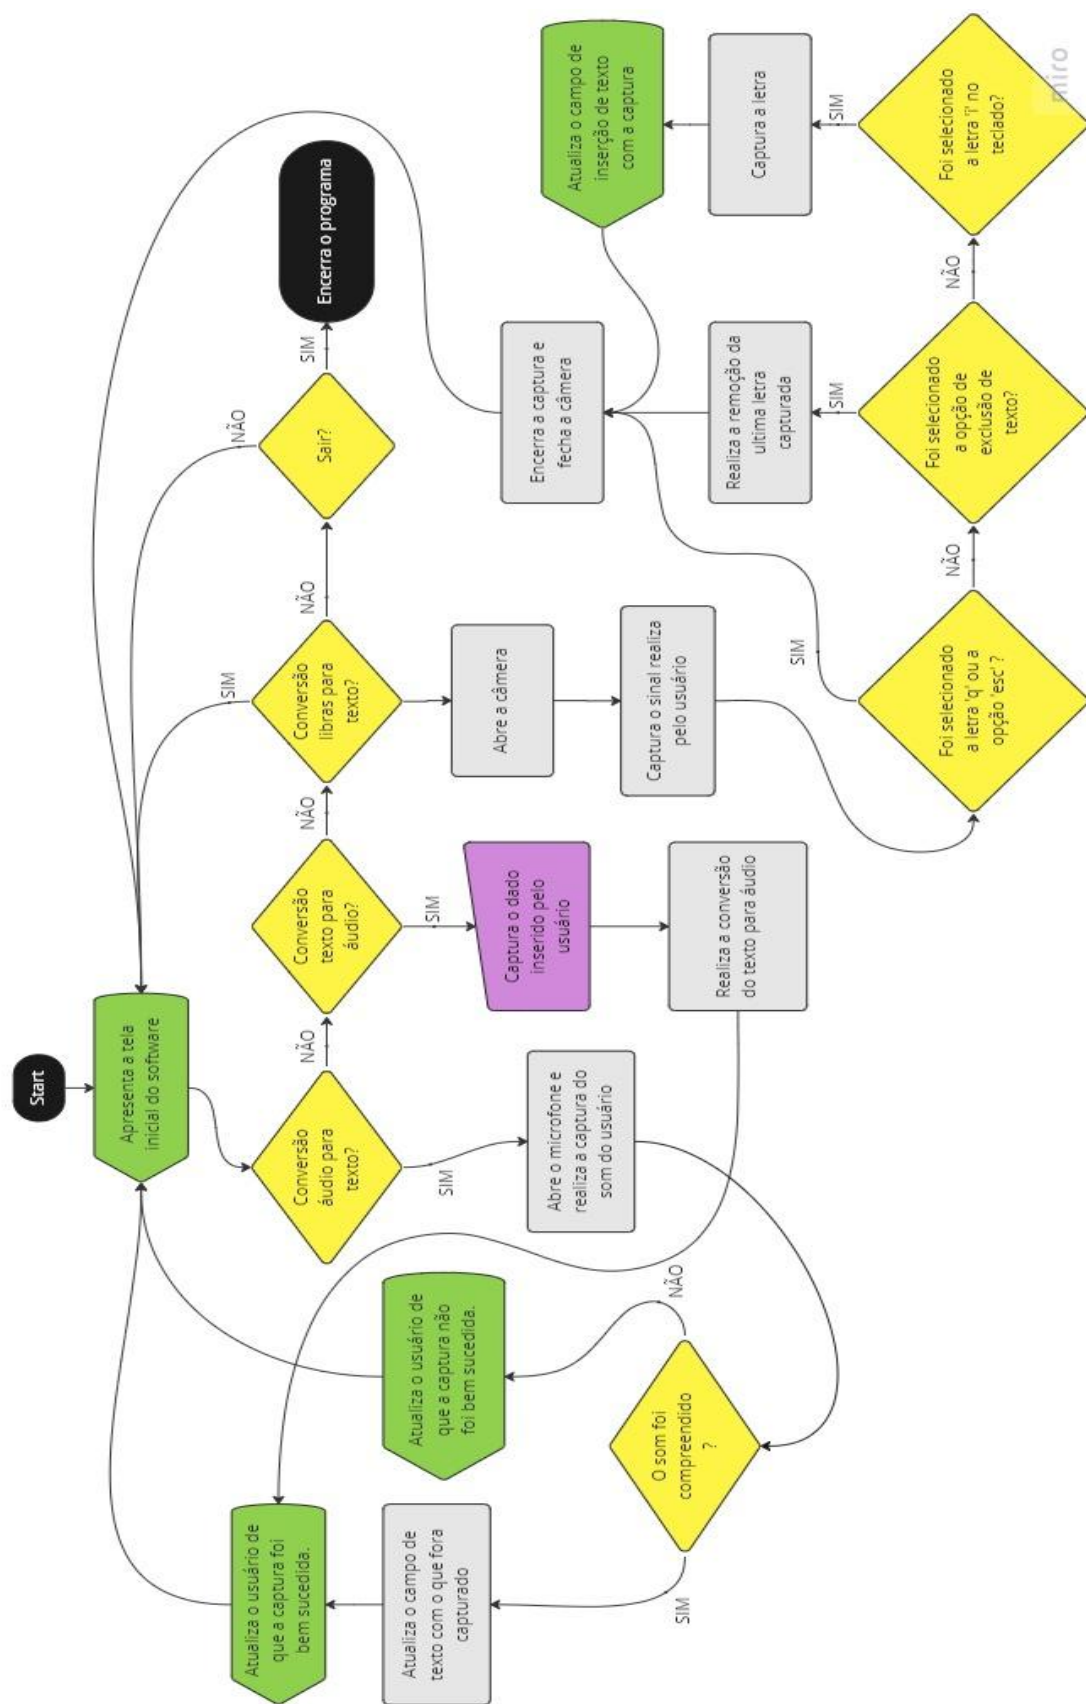 Start
Apresenta a tela
inicial do software
Conversão
áudio para
texto?
NÃO
Conversão
texto para
áudio?
NÃO
Conversão
libras para
texto?
SIM
NÃO
Sair?
NÃO
SIM
Encerra o programa
SIM
Abre o microfone e
realiza a captura do
som do usuário
O som foi
compreendido
?
NÃO
Atualiza o usuário de
que a captura não
foi bem sucedida.
SIM
Atualiza o campo de
texto com o que fora
capturado
Atualiza o usuário de
que a captura foi
bem sucedida.
SIM
Captura o dado
inserido pelo
usuário
Realiza a conversão
do texto para áudio
Abre a câmera
Captura o sinal realiza
pelo usuário
Foi selecionado
a letra 'q' ou a
opção 'esc' ?
SIM
NÃO
Foi selecionado
a opção de
exclusão de
texto?
SIM
Realiza a remoção da
ultima letra
capturada
Encerra a captura e
fecha a câmera
NÃO
Foi selecionado
a letra 'i' no
teclado?
SIM
Captura a letra
Atualiza o campo de
inserção de texto
com a captura
miro